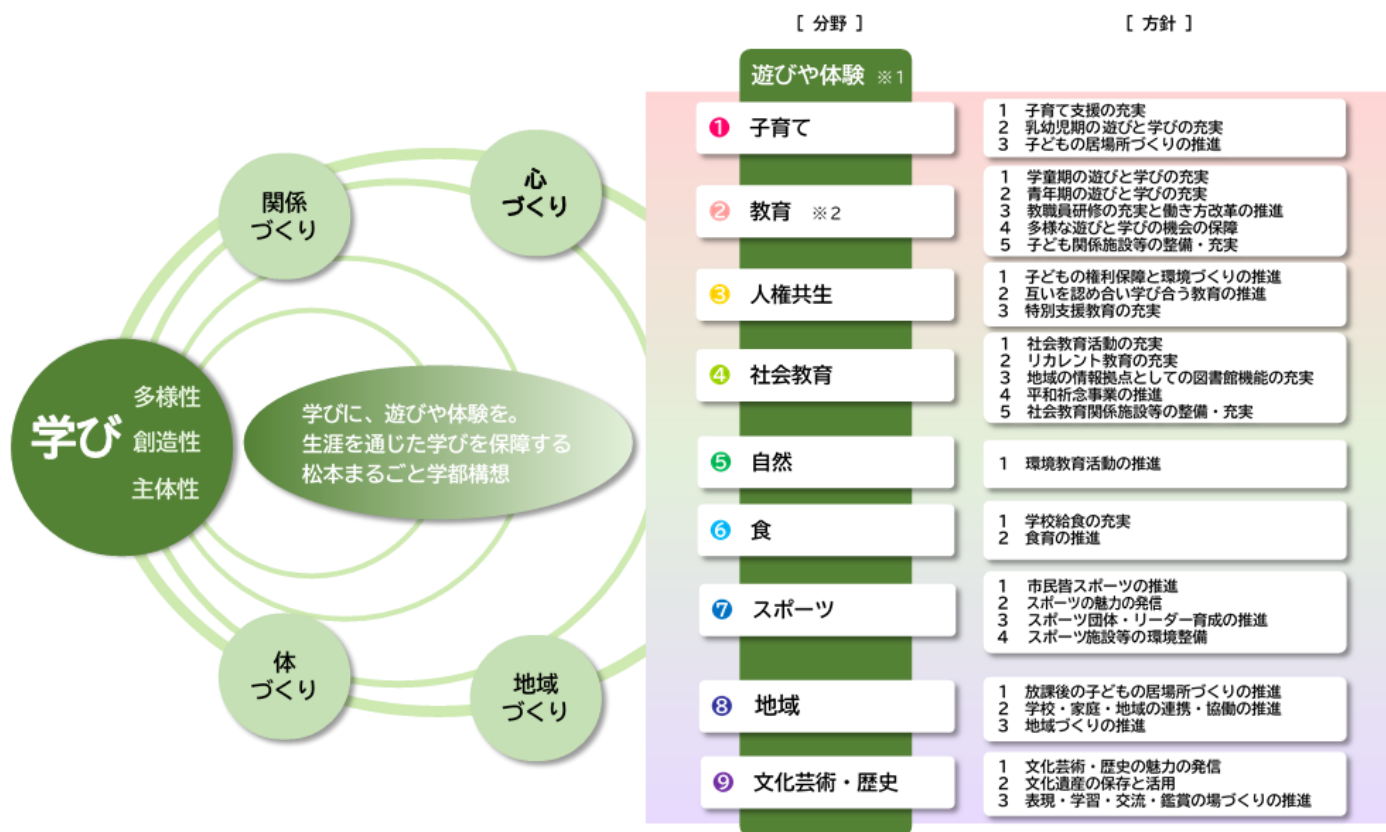 [ 分野 ]
[ 方針 ]
遊びや体験 ※1
関係
づくり
心
づくり
学び
多様性
創造性
主体性
学びに、遊びや体験を。
生涯を通じた学びを保障する
松本まるごと学都構想
体
づくり
地域
づくり
❶ 子育て
1 子育て支援の充実
2 乳幼児期の遊びと学びの充実
3 子どもの居場所づくりの推進
❷ 教育 ※2
1 学童期の遊びと学びの充実
2 青年期の遊びと学びの充実
3 教職員研修の充実と働き方改革の推進
4 多様な遊びと学びの機会の保障
5 子ども関係施設等の整備・充実
❸ 人権共生
1 子どもの権利保障と環境づくりの推進
2 互いを認め合い学び合う教育の推進
3 特別支援教育の充実
❹ 社会教育
1 社会教育活動の充実
2 リカレント教育の充実
3 地域の情報拠点としての図書館機能の充実
4 平和祈念事業の推進
5 社会教育関係施設等の整備・充実
❺ 自然
1 環境教育活動の推進
❻ 食
1 学校給食の充実
2 食育の推進
❼ スポーツ
1 市民皆スポーツの推進
2 スポーツの魅力の発信
3 スポーツ団体・リーダー育成の推進
4 スポーツ施設等の環境整備
❽ 地域
1 放課後の子どもの居場所づくりの推進
2 学校・家庭・地域の連携・協働の推進
3 地域づくりの推進
❾ 文化芸術・歴史
1 文化芸術・歴史の魅力の発信
2 文化遺産の保存と活用
3 表現・学習・交流・鑑賞の場づくりの推進